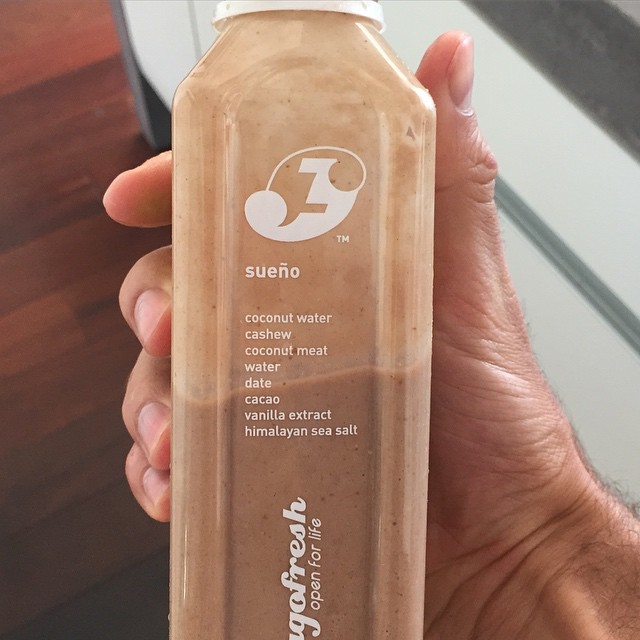 TM
sueño
coconut water
cashew
coconut meat
water
date
cacao
vanilla extract
himalayan sea salt
open for life